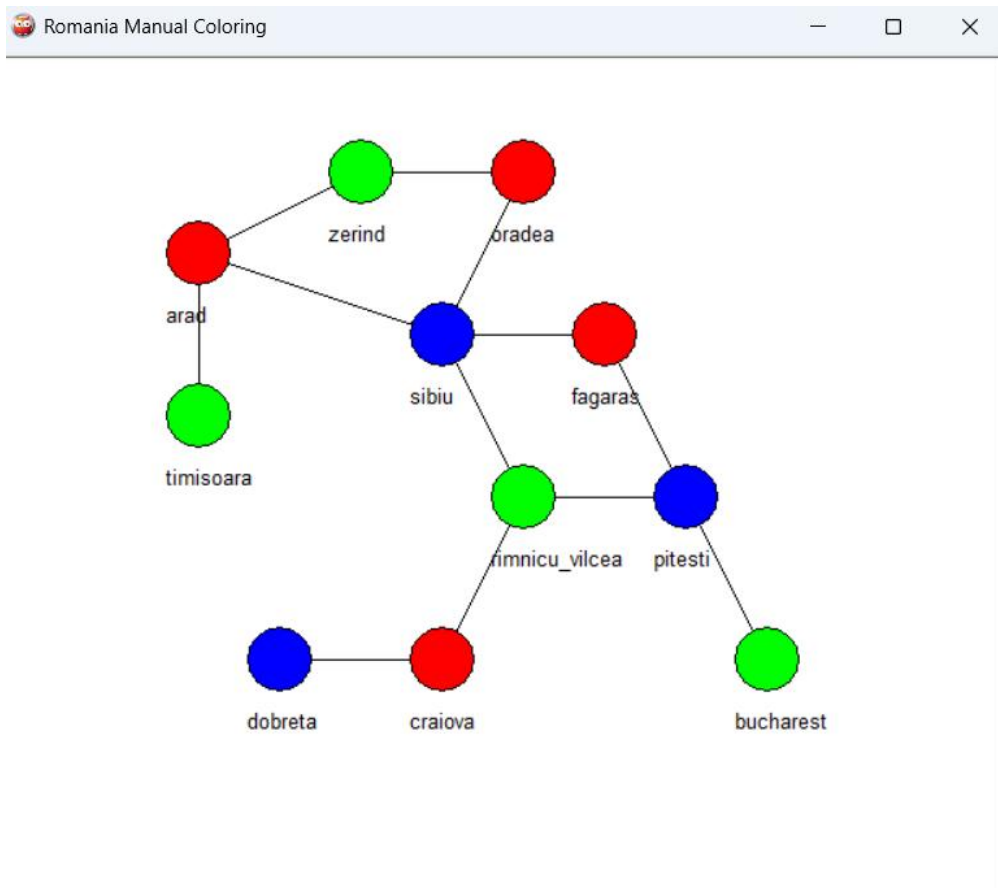 Romania Manual Coloring
zerind
oradea
arad
sibiu
fagaras
timisoara
rimnicu_vilcea
pitesti
dobreta
craiova
bucharest